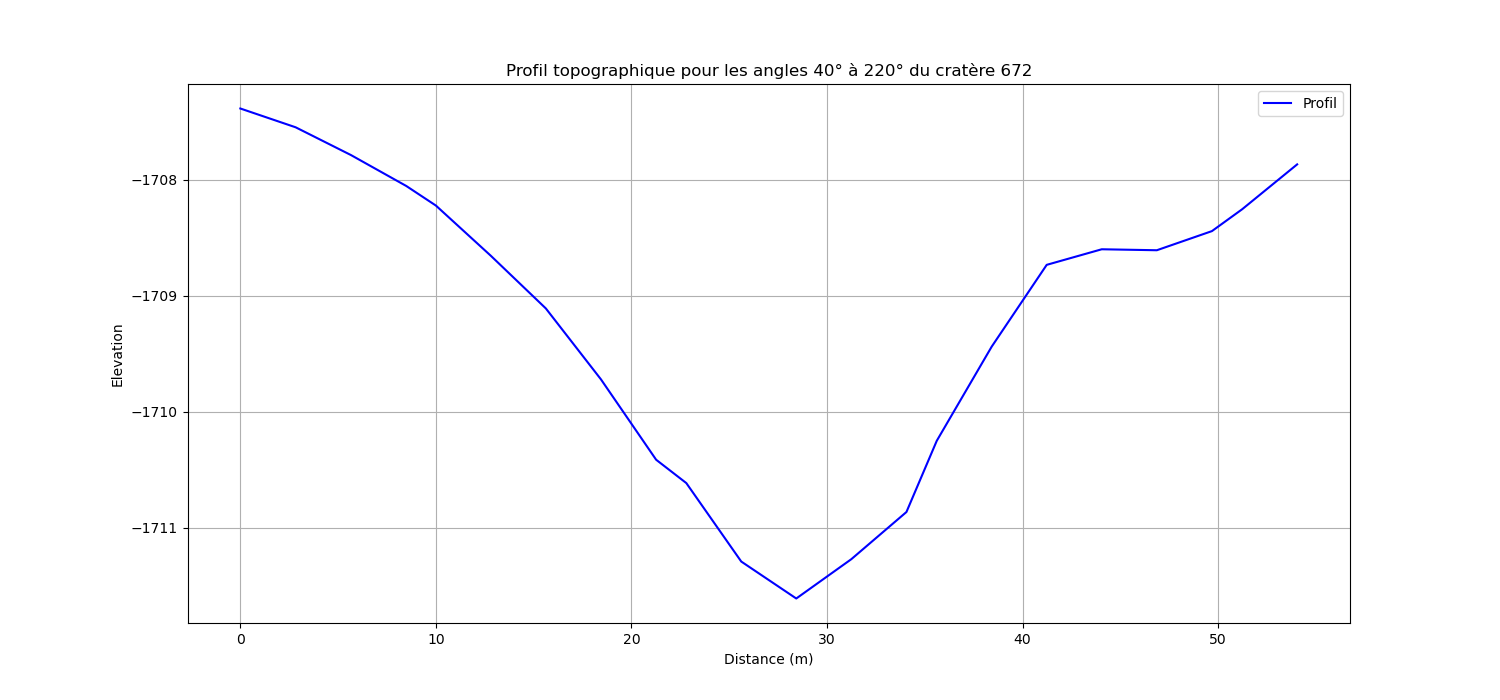 Profil topographique pour les angles 40° à 220° du cratère 672
Profil
Elevation
−1708
−1709
−1710
−1711
0 10 20 30 40 50
Distance (m)